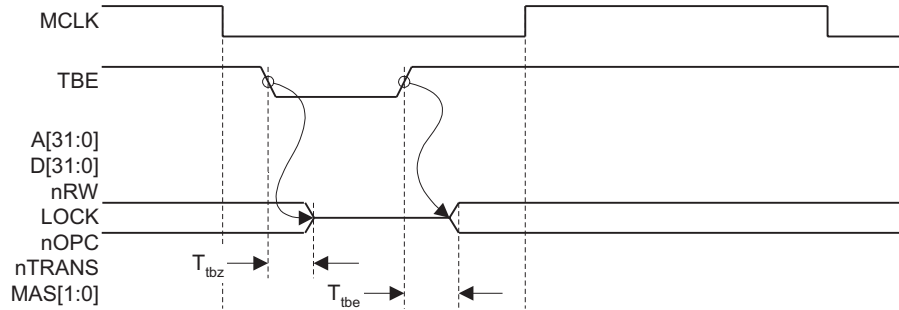 MCLK
TBE
A[31:0]
D[31:0]
nRW
LOCK
nOPC
nTRANS
MAS[1:0]
Ttbz
Ttbe